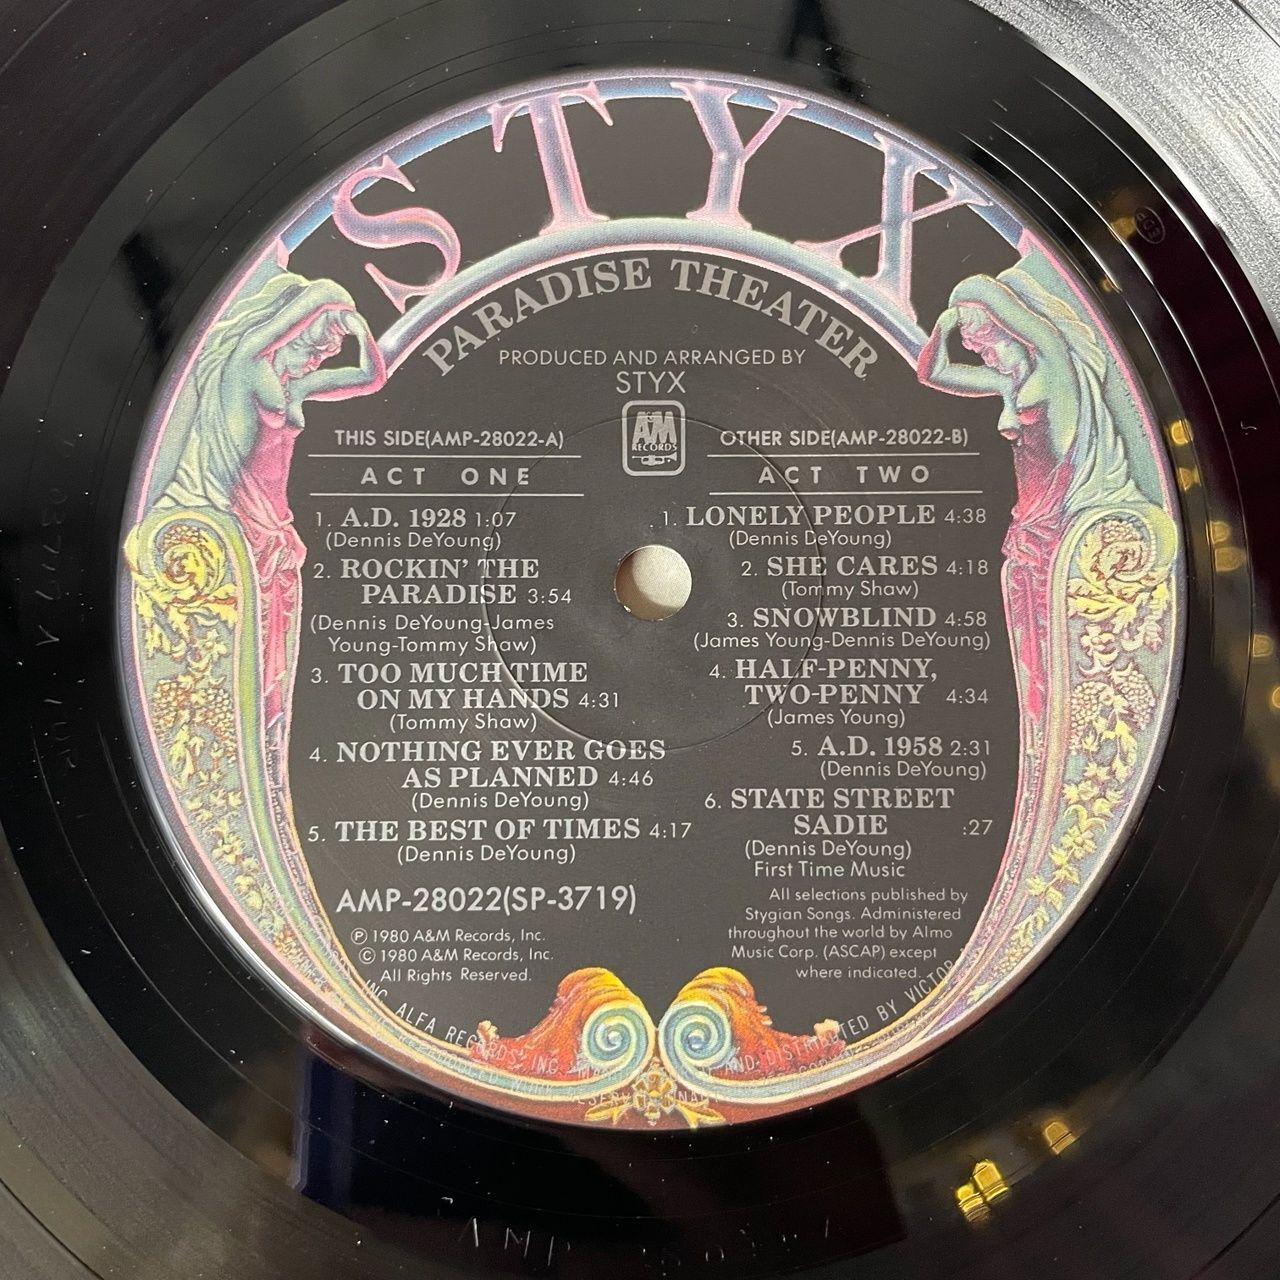 STYX
PARADISE THEATER
PRODUCED AND ARRANGED BY
STYX
A&M
RECORDS
THIS SIDE(AMP-28022-A)
ACT ONE
1. A.D. 1928 1:07
(Dennis DeYoung)
2. ROCKIN' THE
PARADISE 3:54
(Dennis DeYoung-James
Young-Tommy Shaw)
3. TOO MUCH TIME
ON MY HANDS 4:31
(Tommy Shaw)
4. NOTHING EVER GOES
AS PLANNED 4:46
(Dennis DeYoung)
5. THE BEST OF TIMES 4:17
(Dennis DeYoung)
AMP-28022(SP-3719)
Ⓟ 1980 A&M Records, Inc.
© 1980 A&M Records, Inc.
All Rights Reserved.
OTHER SIDE(AMP-28022-B)
ACT TWO
1. LONELY PEOPLE 4:38
(Dennis DeYoung)
2. SHE CARES 4:18
(Tommy Shaw)
3. SNOWBLIND 4:58
(James Young-Dennis DeYoung)
4. HALF-PENNY,
TWO-PENNY 4:34
(James Young)
5. A.D. 1958 2:31
(Dennis DeYoung)
6. STATE STREET
SADIE :27
(Dennis DeYoung)
First Time Music
All selections published by
Stygian Songs. Administered
throughout the world by Almo
Music Corp. (ASCAP) except
where indicated.
INC ALFA RECORDS, INC. AND DISTRIBUTED BY VICTOR